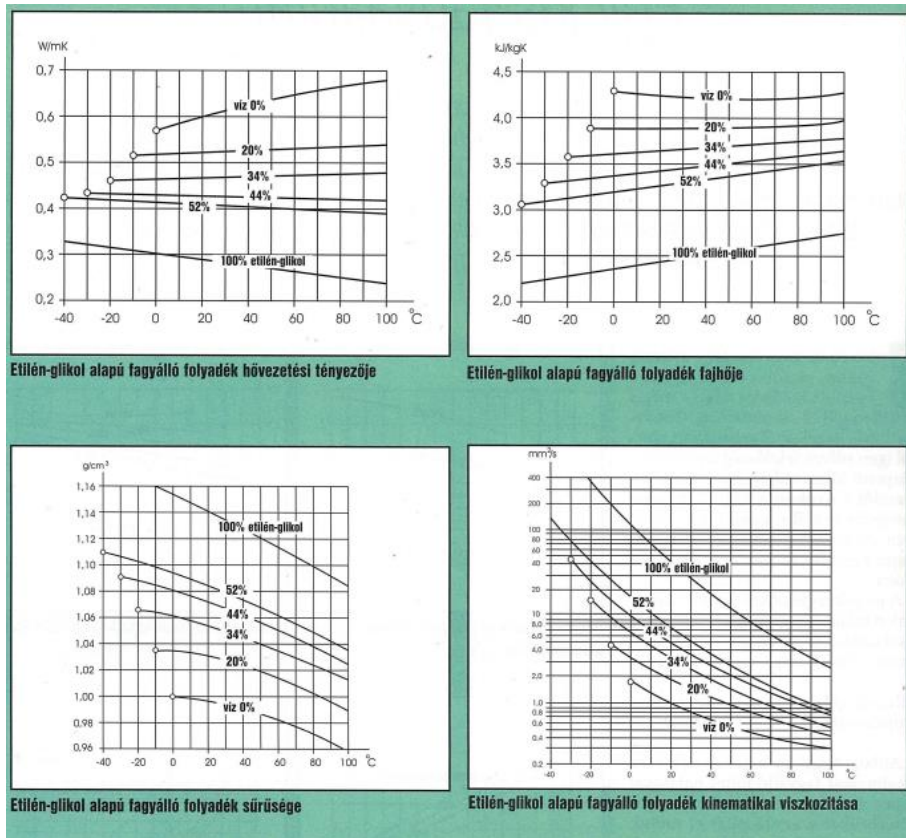 W/mK
0,7
0,6
0,5
0,4
0,3
0,2
víz 0%
20%
34%
44%
52%
100% etilén-glikol
-40 -20 0 20 40 60 80 100 °C
Etilén-glikol alapú fagyálló folyadék hővezetési tényezője
kJ/kgK
4,5
4,0
3,5
3,0
2,5
2,0
víz 0%
20%
34%
44%
52%
100% etilén-glikol
-40 -20 0 20 40 60 80 100 °C
Etilén-glikol alapú fagyálló folyadék fajhője
g/cm³
1,16
1,14
1,12
1,10
1,08
1,06
1,04
1,02
1,00
0,98
0,96
100% etilén-glikol
52%
44%
34%
20%
víz 0%
-40 -20 0 20 40 60 80 100 °C
Etilén-glikol alapú fagyálló folyadék sűrűsége
mm²/s
400
200
100
80
60
40
20
10
8,0
6,0
4,0
2,0
1,0
0,8
0,6
0,4
0,2
100% etilén-glikol
52%
44%
34%
20%
víz 0%
-40 -20 0 20 40 60 80 100 °C
Etilén-glikol alapú fagyálló folyadék kinematikai viszkozitása